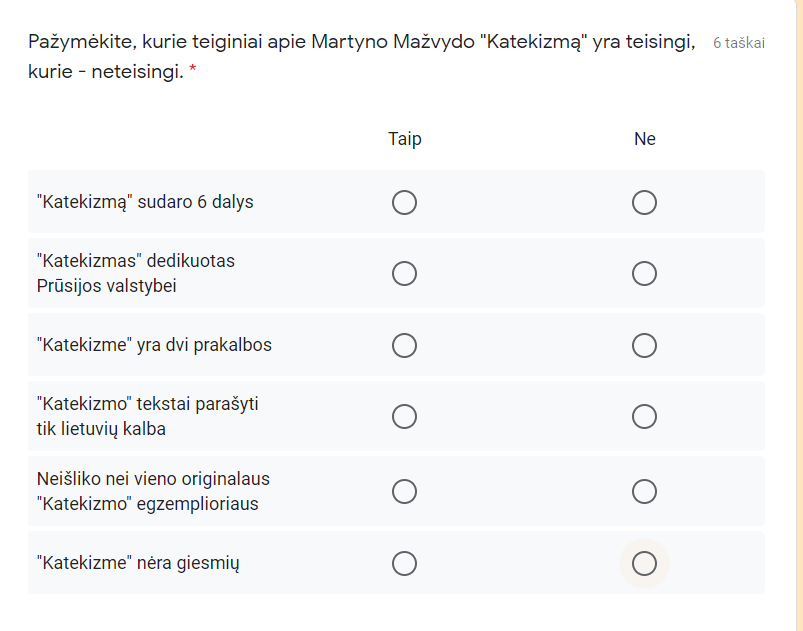 Pažymėkite, kurie teiginiai apie Martyno Mažvydo "Katekizmą" yra teisingi, 6 taškai
kurie - neteisingi. *
Taip Ne
"Katekizmą" sudaro 6 dalys
"Katekizmas" dedikuotas
Prūsijos valstybei
"Katekizme" yra dvi prakalbos
"Katekizmo" tekstai parašyti
tik lietuvių kalba
Neišliko nei vieno originalaus
"Katekizmo" egzemplioriaus
"Katekizme" nėra giesmių